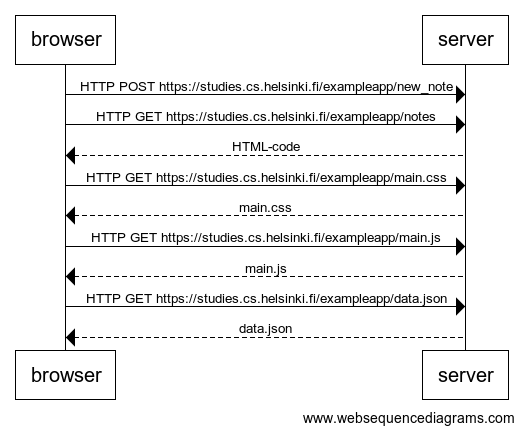 browser server
HTTP POST https://studies.cs.helsinki.fi/exampleapp/new_note
HTTP GET https://studies.cs.helsinki.fi/exampleapp/notes
HTML-code
HTTP GET https://studies.cs.helsinki.fi/exampleapp/main.css
main.css
HTTP GET https://studies.cs.helsinki.fi/exampleapp/main.js
main.js
HTTP GET https://studies.cs.helsinki.fi/exampleapp/data.json
data.json
browser server
www.websequencediagrams.com